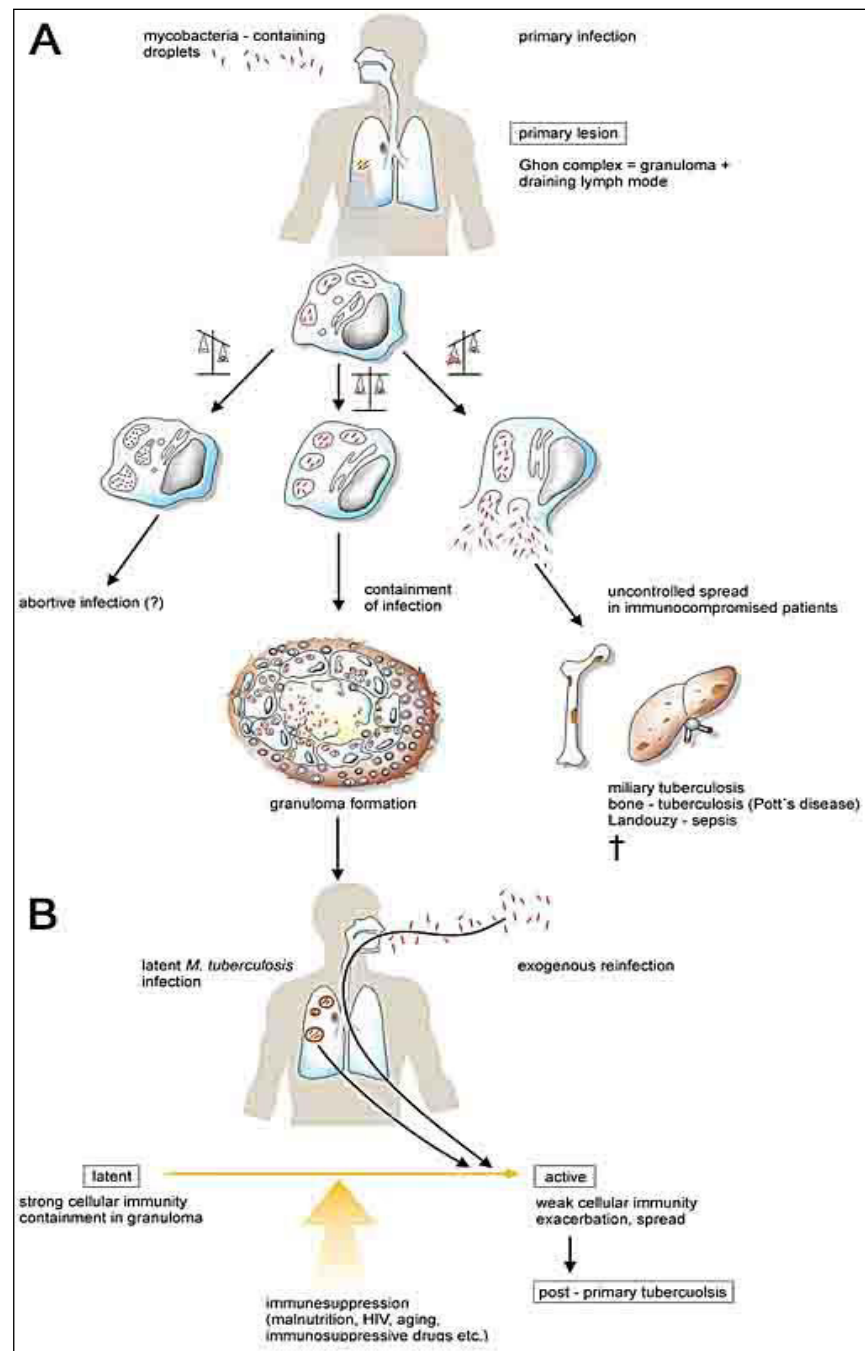 A
mycobacteria - containing
droplets
primary infection
primary lesion
Ghon complex = granuloma +
draining lymph mode
abortive infection (?)
containment
of infection
uncontrolled spread
in immunocompromised patients
granuloma formation
miliary tuberculosis
bone - tuberculosis (Pott´s disease)
Landouzy - sepsis
†
B
latent M. tuberculosis
infection
exogenous reinfection
latent
active
strong cellular immunity
containment in granuloma
weak cellular immunity
exacerbation, spread
post - primary tubercuolsis
immunesuppression
(malnutrition, HIV, aging,
immunosuppressive drugs etc.)